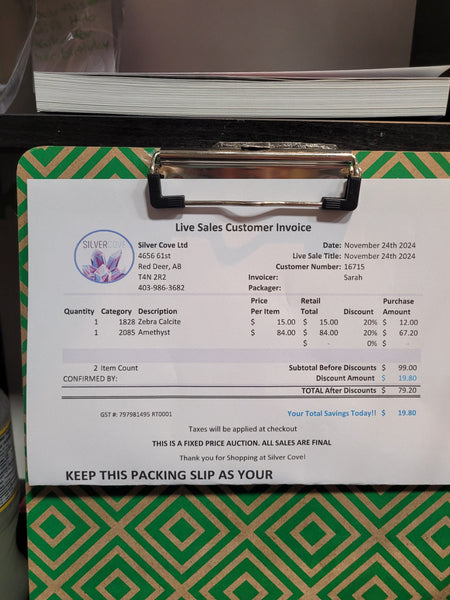 Live Sales Customer Invoice
SILVERCOVE
Silver Cove Ltd
4656 61st
Red Deer, AB
T4N 2R2
403-986-3682
Date: November 24th 2024
Live Sale Title: November 24th 2024
Customer Number: 16715
Invoicer: Sarah
Packager:
Quantity Category Description Price Per Item Retail Total Discount Purchase Amount
1 1828 Zebra Calcite $ 15.00 $ 15.00 20% $ 12.00
1 2085 Amethyst $ 84.00 $ 84.00 20% $ 67.20
$ - 0% $ -
2 Item Count Subtotal Before Discounts $ 99.00
CONFIRMED BY: Discount Amount $ 19.80
TOTAL After Discounts $ 79.20
GST #: 797981495 RT0001 Your Total Savings Today!! $ 19.80
Taxes will be applied at checkout
THIS IS A FIXED PRICE AUCTION. ALL SALES ARE FINAL
Thank you for Shopping at Silver Cove!
KEEP THIS PACKING SLIP AS YOUR